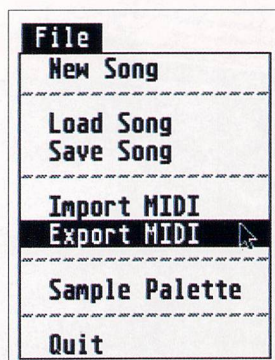 File
New Song
Load Song
Save Song
Import MIDI
Export MIDI
Sample Palette
Quit